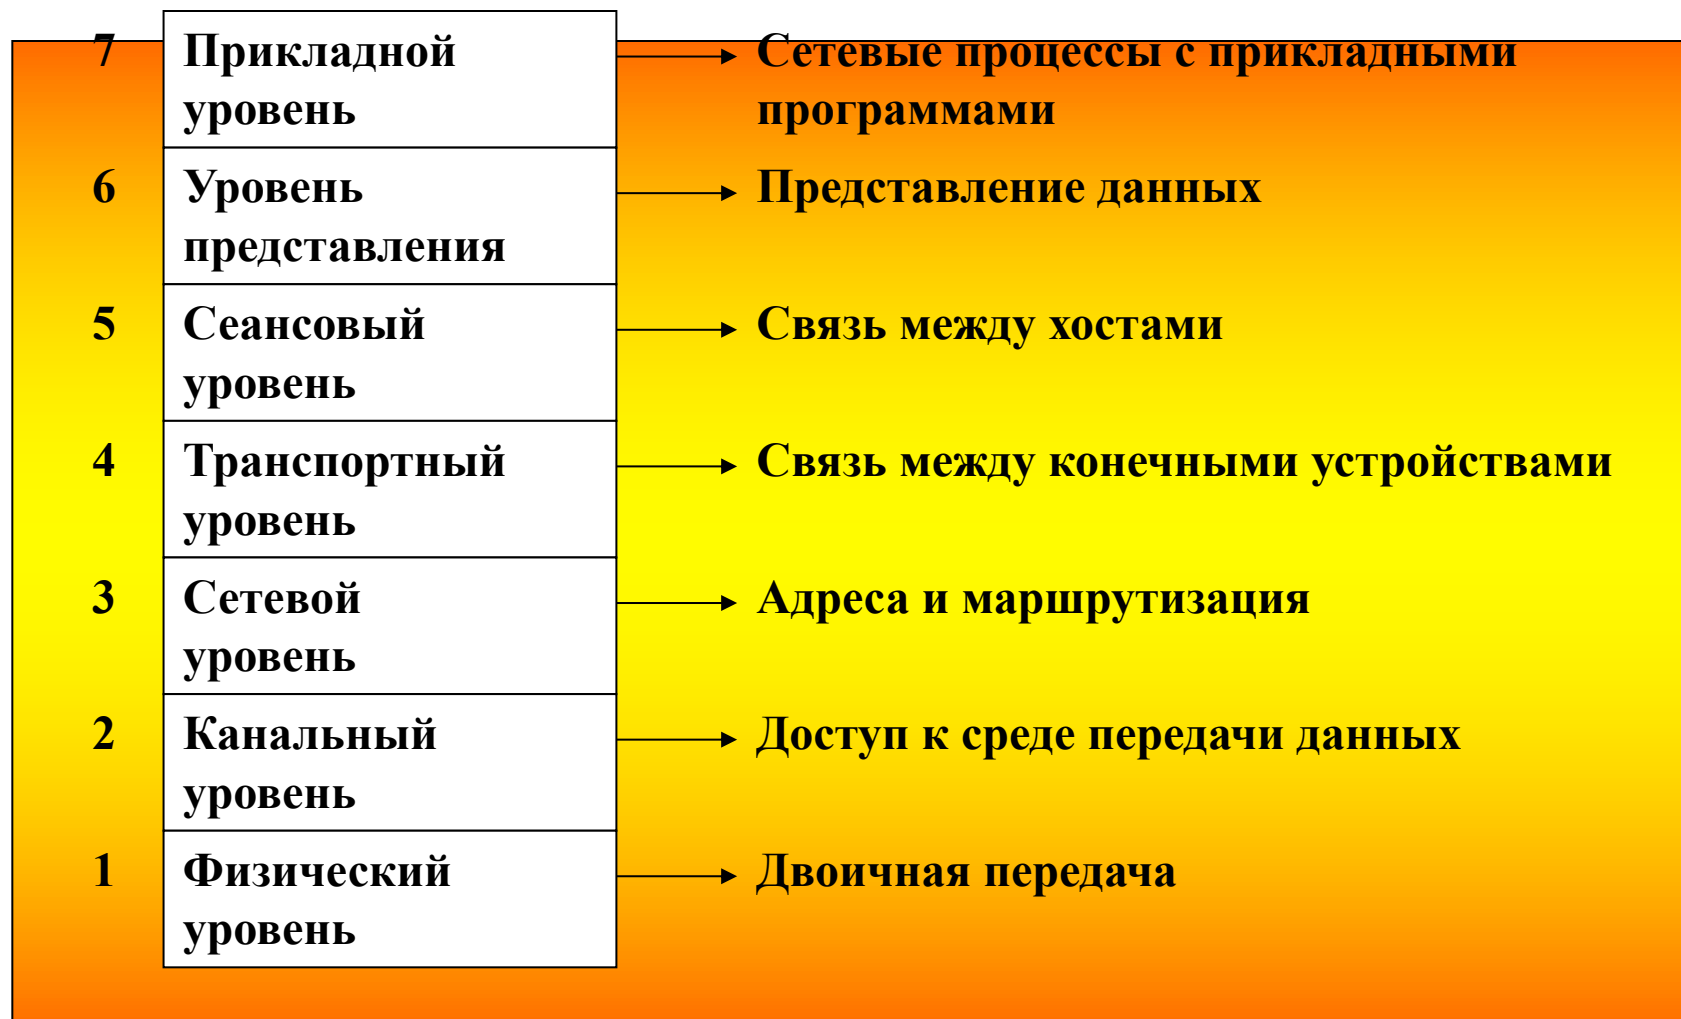 7 Прикладной Сетевые процессы с прикладными
уровень программами
6 Уровень Представление данных
представления
5 Сеансовый Связь между хостами
уровень
4 Транспортный Связь между конечными устройствами
уровень
3 Сетевой Адреса и маршрутизация
уровень
2 Канальный Доступ к среде передачи данных
уровень
1 Физический Двоичная передача
уровень